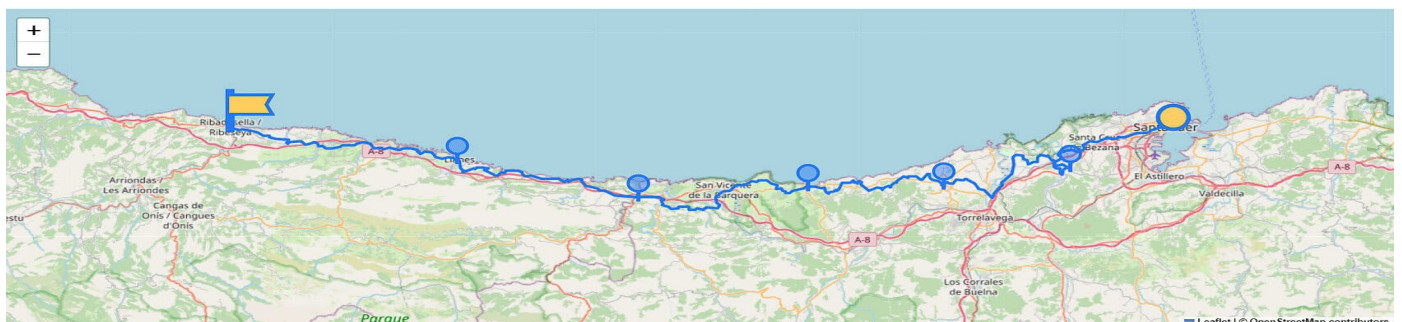 +
−
Ribadesella /
Ribeseya
A-8
Llanes
Arriondas /
Les Arriondes
Cangas de
Onís / Cangues
d'Onís
San Vicente
de la Barquera
A-8
Torrelavega
Los Corrales
de Buelna
Santa Cruz
de Bezana
Santander
El Astillero
Valdecilla
A-8
Parque
Leaflet | © OpenStreetMap contributors